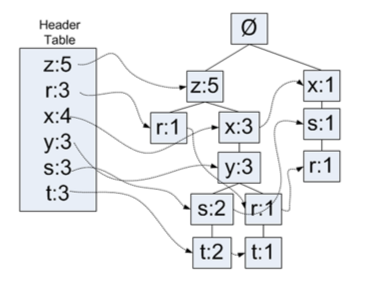 Header
Table
z:5
r:3
x:4
y:3
s:3
t:3
Ø
z:5
x:1
r:1
x:3
s:1
y:3
r:1
s:2
r:1
t:2
t:1